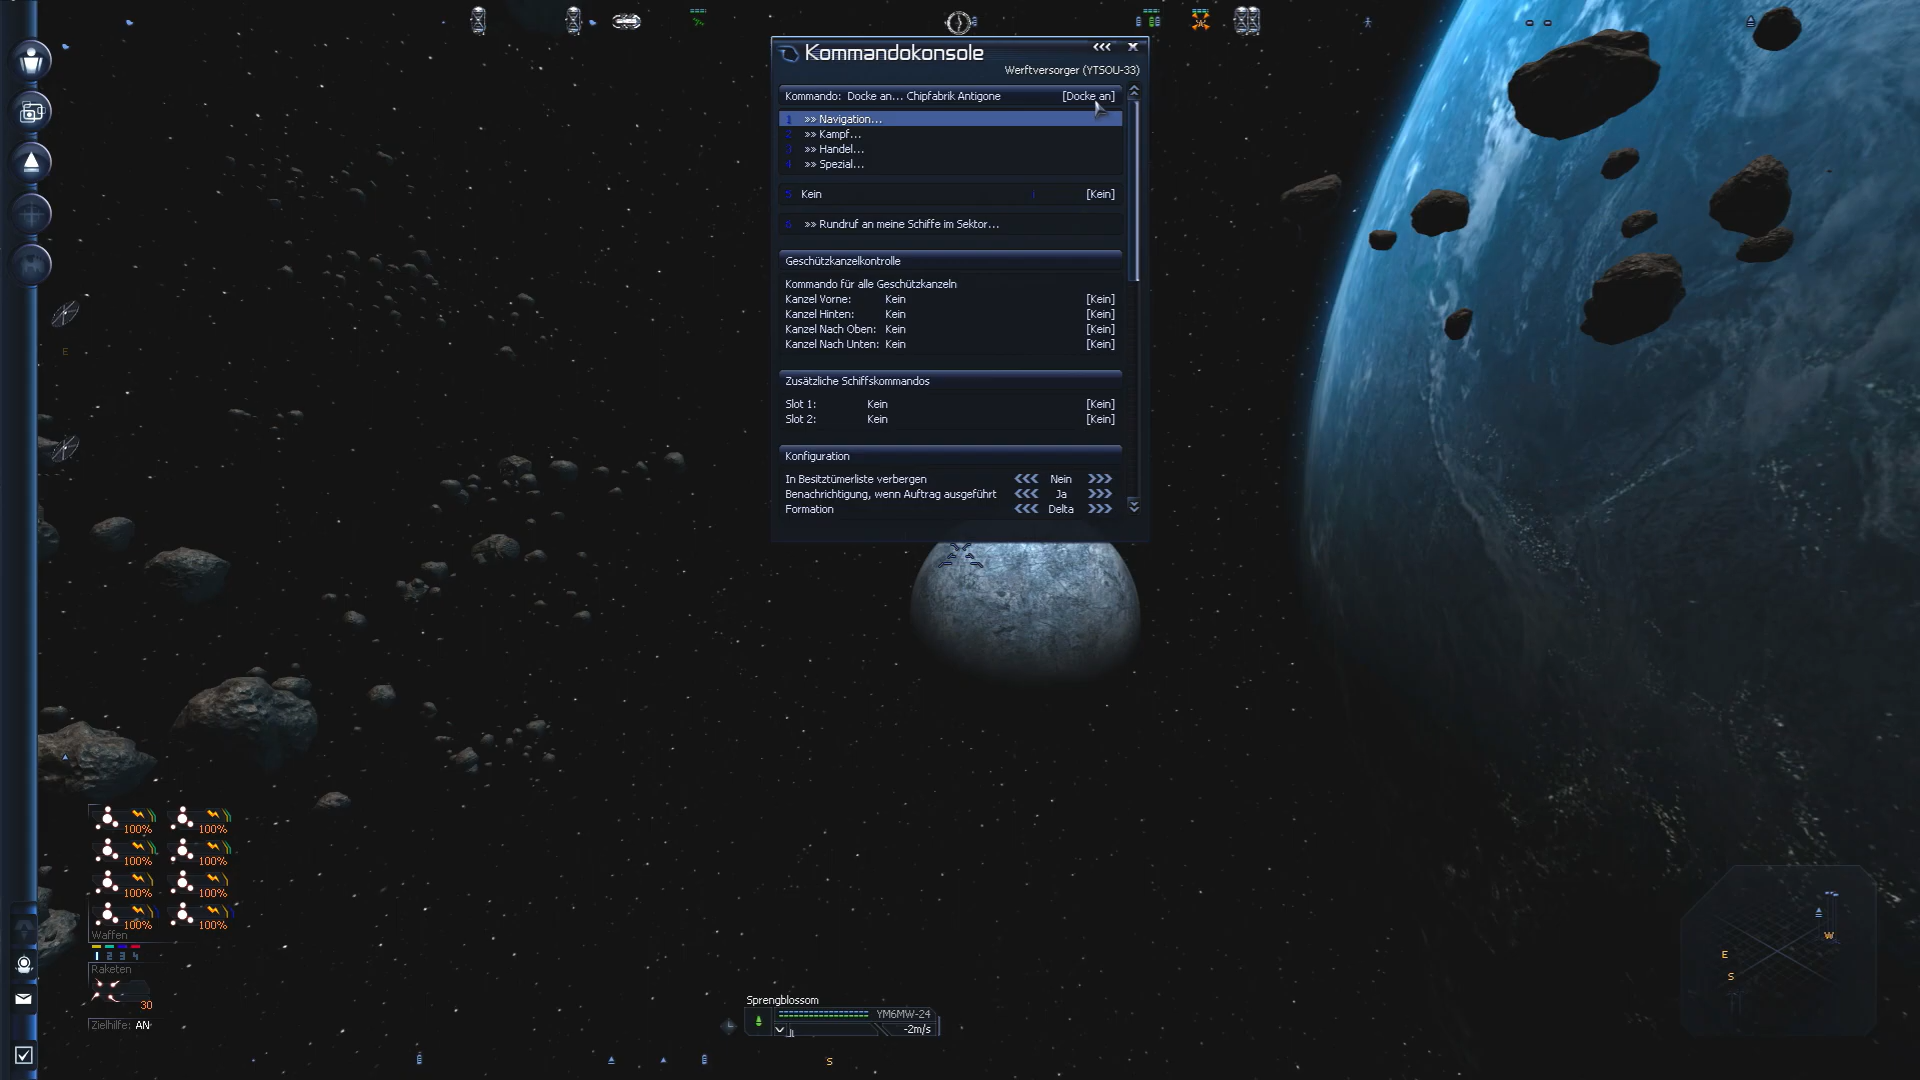 Kommandokonsole
Werftversorger (YTSOU-33)
Kommando: Docke an... Chipfabrik Antigone [Docke an]
1 >> Navigation...
2 >> Kampf...
3 >> Handel...
4 >> Spezial...
5 Kein [Kein]
6 >> Rundruf an meine Schiffe im Sektor...
Geschützkanzelkontrolle
Kommando für alle Geschützkanzeln
Kanzel Vorne: Kein [Kein]
Kanzel Hinten: Kein [Kein]
Kanzel Nach Oben: Kein [Kein]
Kanzel Nach Unten: Kein [Kein]
Zusätzliche Schiffskommandos
Slot 1: Kein [Kein]
Slot 2: Kein [Kein]
Konfiguration
In Besitztümerliste verbergen Nein
Benachrichtigung, wenn Auftrag ausgeführt Ja
Formation Delta
E
100% 100%
100% 100%
100% 100%
100% 100%
Waffen
1 2 3 4
Raketen
30
Zielhilfe: AN
Sprengblossom
YM6MW-24
-2m/s
S
W
E
S